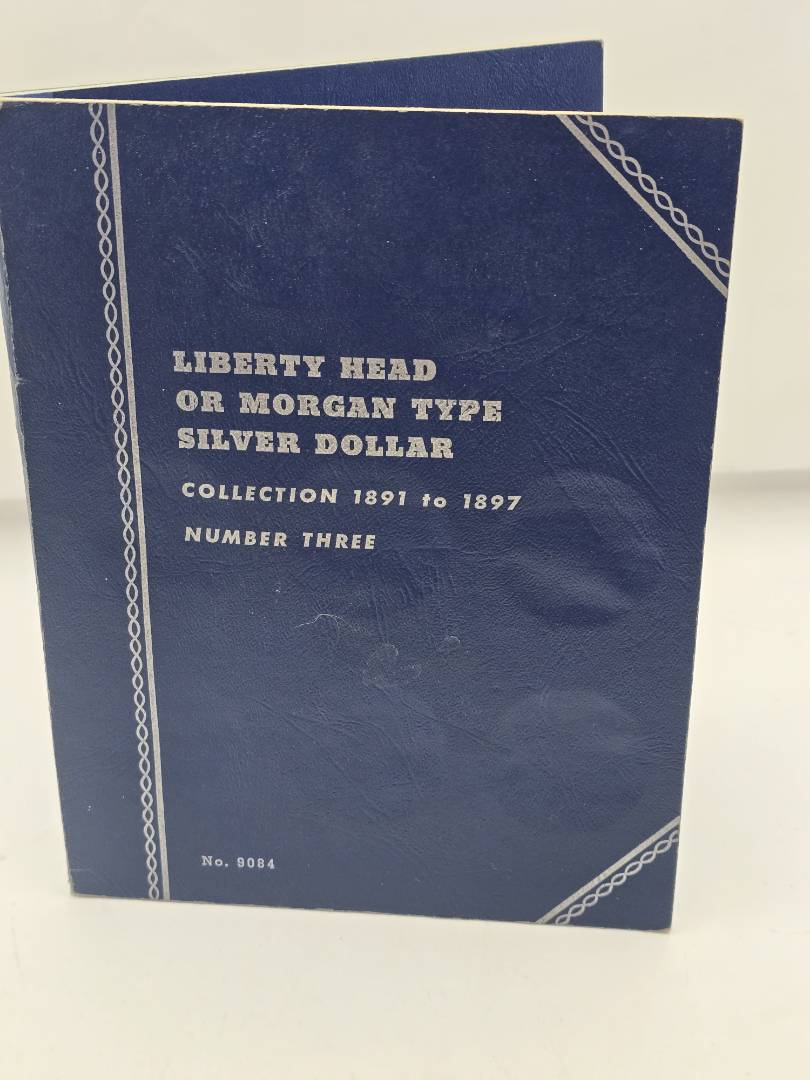 LIBERTY HEAD
OR MORGAN TYPE
SILVER DOLLAR
COLLECTION 1891 to 1897
NUMBER THREE
No. 9084